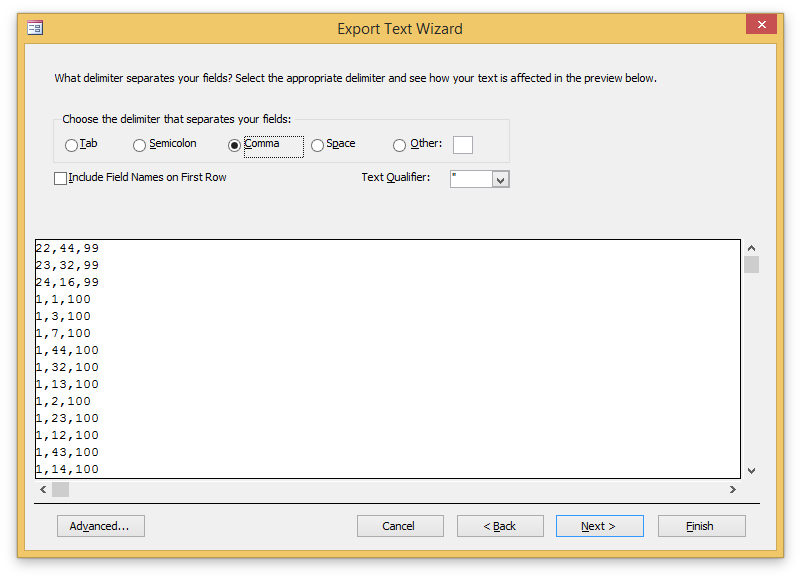 Export Text Wizard
What delimiter separates your fields? Select the appropriate delimiter and see how your text is affected in the preview below.
Choose the delimiter that separates your fields:
Tab Semicolon Comma Space Other:
Include Field Names on First Row Text Qualifier: "
22,44,99
23,32,99
24,16,99
1,1,100
1,3,100
1,7,100
1,44,100
1,32,100
1,13,100
1,2,100
1,23,100
1,12,100
1,43,100
1,14,100
Advanced... Cancel < Back Next > Finish